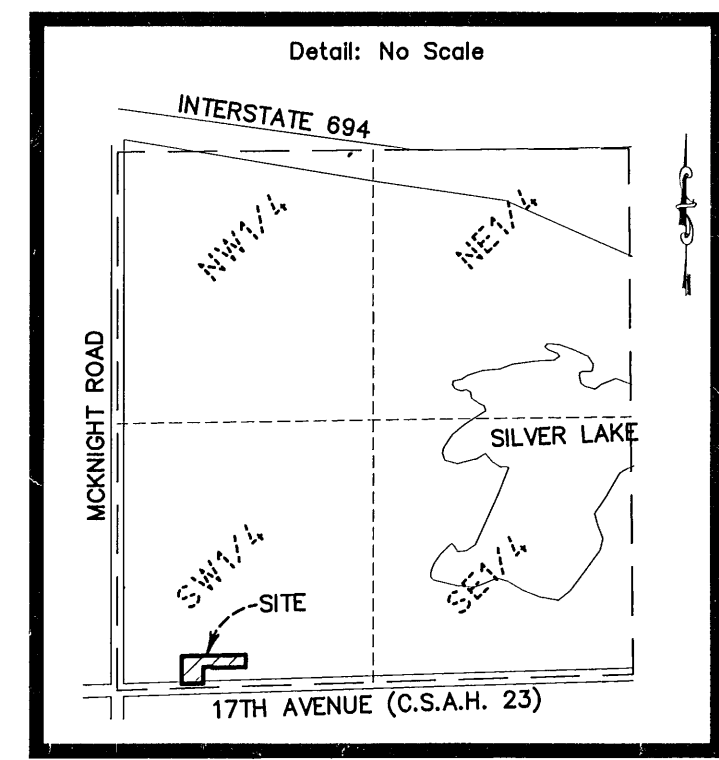 Detail: No Scale
INTERSTATE 694
NW1/4
NE1/4
MCKNIGHT ROAD
SILVER LAKE
SW1/4
SE1/4
SITE
17TH AVENUE (C.S.A.H. 23)